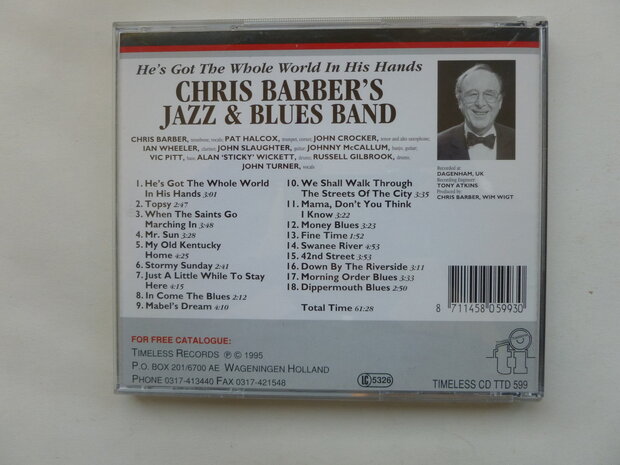 He's Got The Whole World In His Hands
CHRIS BARBER'S
JAZZ & BLUES BAND
CHRIS BARBER, trombone, vocals; PAT HALCOX, trumpet, cornet; JOHN CROCKER, tenor and alto saxophone;
IAN WHEELER, clarinet; JOHN SLAUGHTER, guitar; JOHNNY McCALLUM, banjo, guitar;
VIC PITT, bass; ALAN 'STICKY' WICKETT, drums; RUSSELL GILBROOK, drums,
JOHN TURNER, vocals
Recorded at
DAGENHAM, UK
Recording Engineer:
TONY ATKINS
Produced by
CHRIS BARBER, WIM WIGT
1. He's Got The Whole World
In His Hands 3:01
2. Topsy 2:47
3. When The Saints Go
Marching In 3:48
4. Mr. Sun 3:28
5. My Old Kentucky
Home 4:25
6. Stormy Sunday 2:41
7. Just A Little While To Stay
Here 4:15
8. In Come The Blues 2:12
9. Mabel's Dream 4:10
10. We Shall Walk Through
The Streets Of The City 3:35
11. Mama, Don't You Think
I Know 3:22
12. Money Blues 3:23
13. Fine Time 1:52
14. Swanee River 4:53
15. 42nd Street 3:53
16. Down By The Riverside 3:11
17. Morning Order Blues 3:33
18. Dippermouth Blues 2:50
Total Time 61:28
8 711458 059930
FOR FREE CATALOGUE:
TIMELESS RECORDS ℗ © 1995
P.O. BOX 201/6700 AE WAGENINGEN HOLLAND
PHONE 0317-413440 FAX 0317-421548
LC 5326
TIMELESS CD TTD 599